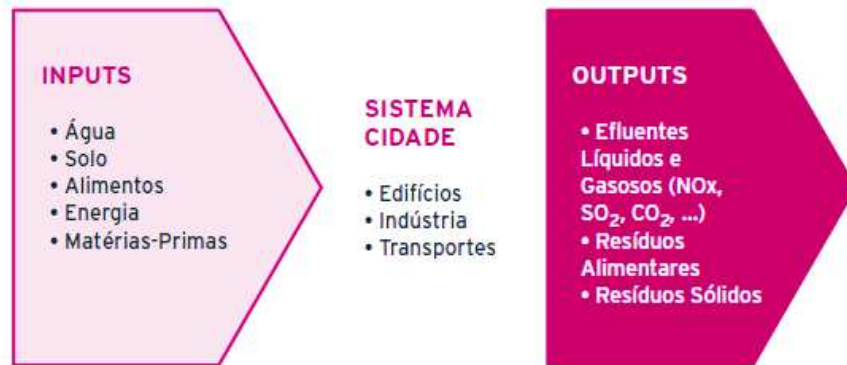 INPUTS
• Água
• Solo
• Alimentos
• Energia
• Matérias-Primas
SISTEMA
CIDADE
• Edifícios
• Indústria
• Transportes
OUTPUTS
• Efluentes
Líquidos e
Gasosos (NOx,
SO₂, CO₂, ...)
• Resíduos
Alimentares
• Resíduos Sólidos